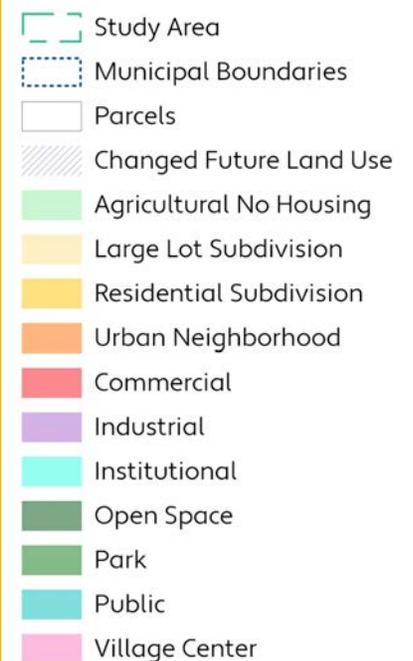 Study Area
Municipal Boundaries
Parcels
Changed Future Land Use
Agricultural No Housing
Large Lot Subdivision
Residential Subdivision
Urban Neighborhood
Commercial
Industrial
Institutional
Open Space
Park
Public
Village Center